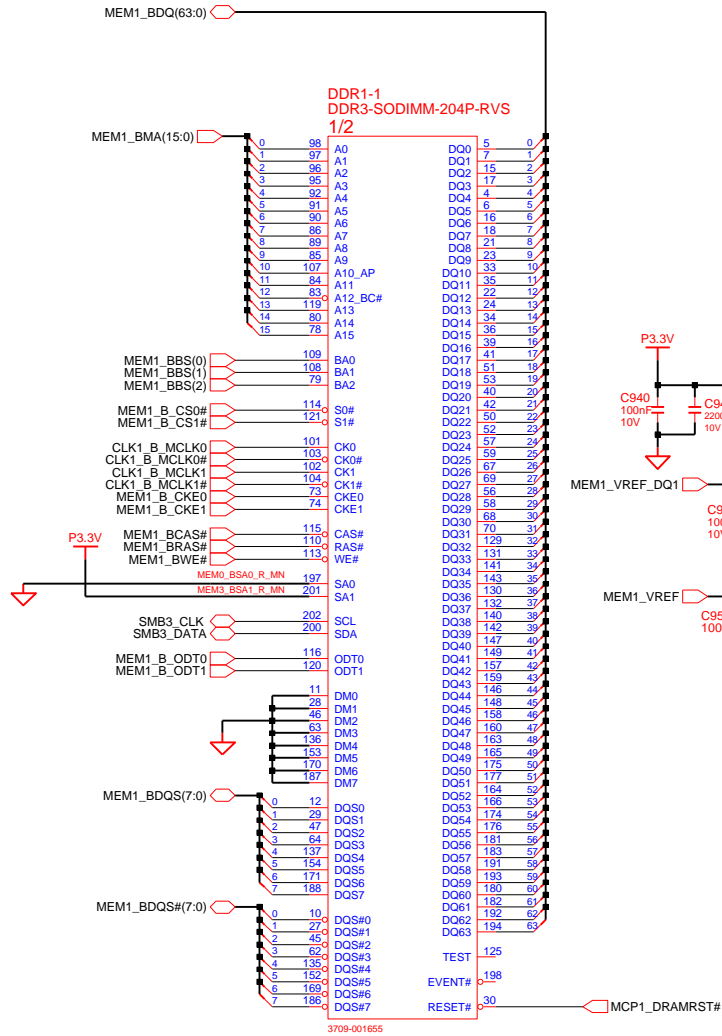 MEM1_BDQ(63:0)
DDR1-1
DDR3-SODIMM-204P-RVS
1/2
MEM1_BMA(15:0)
0 98 A0
1 97 A1
2 96 A2
3 95 A3
4 92 A4
5 91 A5
6 90 A6
7 86 A7
8 89 A8
9 85 A9
10 107 A10_AP
11 84 A11
12 83 A12_BC#
13 119 A13
14 80 A14
15 78 A15
MEM1_BBS(0) 109 BA0
MEM1_BBS(1) 108 BA1
MEM1_BBS(2) 79 BA2
MEM1_B_CS0# 114 S0#
MEM1_B_CS1# 121 S1#
CLK1_B_MCLK0 101 CK0
CLK1_B_MCLK0# 103 CK0#
CLK1_B_MCLK1 102 CK1
CLK1_B_MCLK1# 104 CK1#
MEM1_B_CKE0 73 CKE0
MEM1_B_CKE1 74 CKE1
MEM1_BCAS# 115 CAS#
MEM1_BRAS# 110 RAS#
MEM1_BWE# 113 WE#
P3.3V
MEM0_BSA0_R_MN 197 SA0
MEM3_BSA1_R_MN 201 SA1
SMB3_CLK 202 SCL
SMB3_DATA 200 SDA
MEM1_B_ODT0 116 ODT0
MEM1_B_ODT1 120 ODT1
11 DM0
28 DM1
46 DM2
63 DM3
136 DM4
153 DM5
170 DM6
187 DM7
MEM1_BDQS(7:0)
0 12 DQS0
1 29 DQS1
2 47 DQS2
3 64 DQS3
4 137 DQS4
5 154 DQS5
6 171 DQS6
7 188 DQS7
MEM1_BDQS#(7:0)
0 10 DQS#0
1 27 DQS#1
2 45 DQS#2
3 62 DQS#3
4 135 DQS#4
5 152 DQS#5
6 169 DQS#6
7 186 DQS#7
DQ0 5 0
DQ1 7 1
DQ2 15 2
DQ3 17 3
DQ4 4 4
DQ5 6 5
DQ6 16 6
DQ7 18 7
DQ8 21 8
DQ9 23 9
DQ10 33 10
DQ11 35 11
DQ12 22 12
DQ13 24 13
DQ14 34 14
DQ15 36 15
DQ16 39 16
DQ17 41 17
DQ18 51 18
DQ19 53 19
DQ20 40 20
DQ21 42 21
DQ22 50 22
DQ23 52 23
DQ24 57 24
DQ25 59 25
DQ26 67 26
DQ27 69 27
DQ28 56 28
DQ29 58 29
DQ30 68 30
DQ31 70 31
DQ32 129 32
DQ33 131 33
DQ34 141 34
DQ35 143 35
DQ36 130 36
DQ37 132 37
DQ38 140 38
DQ39 142 39
DQ40 147 40
DQ41 149 41
DQ42 157 42
DQ43 159 43
DQ44 146 44
DQ45 148 45
DQ46 158 46
DQ47 160 47
DQ48 163 48
DQ49 165 49
DQ50 175 50
DQ51 177 51
DQ52 164 52
DQ53 166 53
DQ54 174 54
DQ55 176 55
DQ56 181 56
DQ57 183 57
DQ58 191 58
DQ59 193 59
DQ60 180 60
DQ61 182 61
DQ62 192 62
DQ63 194 63
TEST 125
EVENT# 198
RESET# 30 MCP1_DRAMRST#
3709-001655
P3.3V
C940
100nF
10V
10V
MEM1_VREF_DQ1
MEM1_VREF